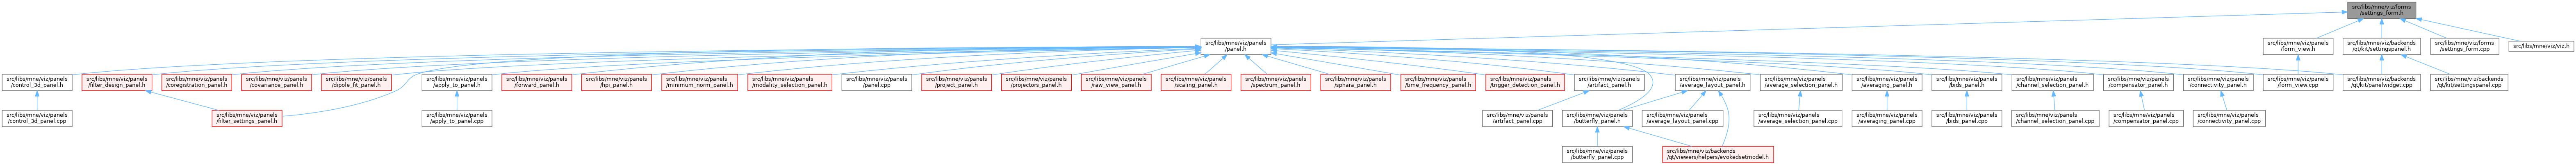 src/libs/mne/viz/forms
/settings_form.h
src/libs/mne/viz/panels
/panel.h
src/libs/mne/viz/panels
/form_view.h
src/libs/mne/viz/backends
/qt/kit/settingspanel.h
src/libs/mne/viz/forms
/settings_form.cpp
src/libs/mne/viz/viz.h
src/libs/mne/viz/panels
/control_3d_panel.h
src/libs/mne/viz/panels
/filter_design_panel.h
src/libs/mne/viz/panels
/coregistration_panel.h
src/libs/mne/viz/panels
/covariance_panel.h
src/libs/mne/viz/panels
/dipole_fit_panel.h
src/libs/mne/viz/panels
/apply_to_panel.h
src/libs/mne/viz/panels
/forward_panel.h
src/libs/mne/viz/panels
/hpi_panel.h
src/libs/mne/viz/panels
/minimum_norm_panel.h
src/libs/mne/viz/panels
/modality_selection_panel.h
src/libs/mne/viz/panels
/panel.cpp
src/libs/mne/viz/panels
/project_panel.h
src/libs/mne/viz/panels
/projectors_panel.h
src/libs/mne/viz/panels
/raw_view_panel.h
src/libs/mne/viz/panels
/scaling_panel.h
src/libs/mne/viz/panels
/spectrum_panel.h
src/libs/mne/viz/panels
/sphara_panel.h
src/libs/mne/viz/panels
/time_frequency_panel.h
src/libs/mne/viz/panels
/trigger_detection_panel.h
src/libs/mne/viz/panels
/artifact_panel.h
src/libs/mne/viz/panels
/average_layout_panel.h
src/libs/mne/viz/panels
/average_selection_panel.h
src/libs/mne/viz/panels
/averaging_panel.h
src/libs/mne/viz/panels
/bids_panel.h
src/libs/mne/viz/panels
/channel_selection_panel.h
src/libs/mne/viz/panels
/compensator_panel.h
src/libs/mne/viz/panels
/connectivity_panel.h
src/libs/mne/viz/panels
/form_view.cpp
src/libs/mne/viz/backends
/qt/kit/panelwidget.cpp
src/libs/mne/viz/backends
/qt/kit/settingspanel.cpp
src/libs/mne/viz/panels
/control_3d_panel.cpp
src/libs/mne/viz/panels
/filter_settings_panel.h
src/libs/mne/viz/panels
/apply_to_panel.cpp
src/libs/mne/viz/panels
/artifact_panel.cpp
src/libs/mne/viz/panels
/butterfly_panel.h
src/libs/mne/viz/panels
/average_layout_panel.cpp
src/libs/mne/viz/panels
/average_selection_panel.cpp
src/libs/mne/viz/panels
/averaging_panel.cpp
src/libs/mne/viz/panels
/bids_panel.cpp
src/libs/mne/viz/panels
/channel_selection_panel.cpp
src/libs/mne/viz/panels
/compensator_panel.cpp
src/libs/mne/viz/panels
/connectivity_panel.cpp
src/libs/mne/viz/panels
/butterfly_panel.cpp
src/libs/mne/viz/backends
/qt/viewers/helpers/evokedsetmodel.h